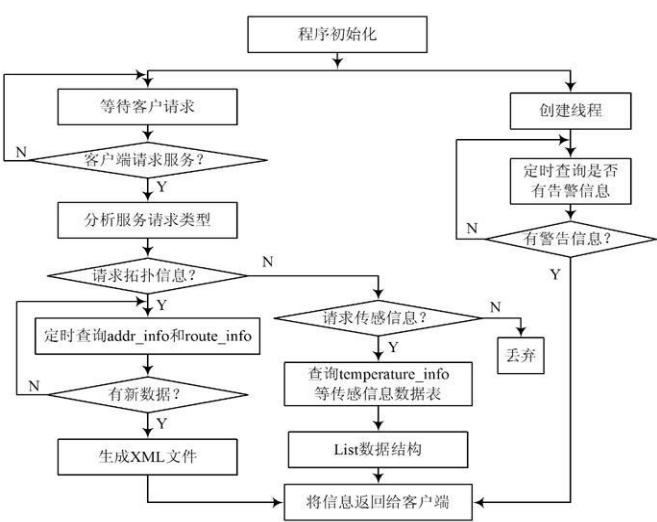 程序初始化
等待客户请求
创建线程
N
客户端请求服务?
Y
定时查询是否
有告警信息
分析服务请求类型
N
有警告信息?
Y
请求拓扑信息?
N
Y
请求传感信息?
N
Y
丢弃
定时查询addr_info和route_info
查询temperature_info
等传感信息数据表
N
有新数据?
Y
List数据结构
生成XML文件
将信息返回给客户端